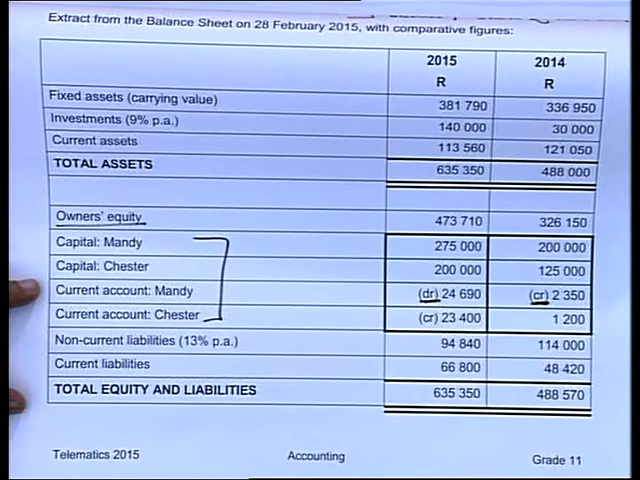 Extract from the Balance Sheet on 28 February 2015, with comparative figures:
2015 2014
R R
Fixed assets (carrying value) 381 790 336 950
Investments (9% p.a.) 140 000 30 000
Current assets 113 560 121 050
TOTAL ASSETS 635 350 488 000
Owners' equity 473 710 326 150
Capital: Mandy 275 000 200 000
Capital: Chester 200 000 125 000
Current account: Mandy (dr) 24 690 (cr) 2 350
Current account: Chester (cr) 23 400 1 200
Non-current liabilities (13% p.a.) 94 840 114 000
Current liabilities 66 800 48 420
TOTAL EQUITY AND LIABILITIES 635 350 488 570
Telematics 2015 Accounting Grade 11